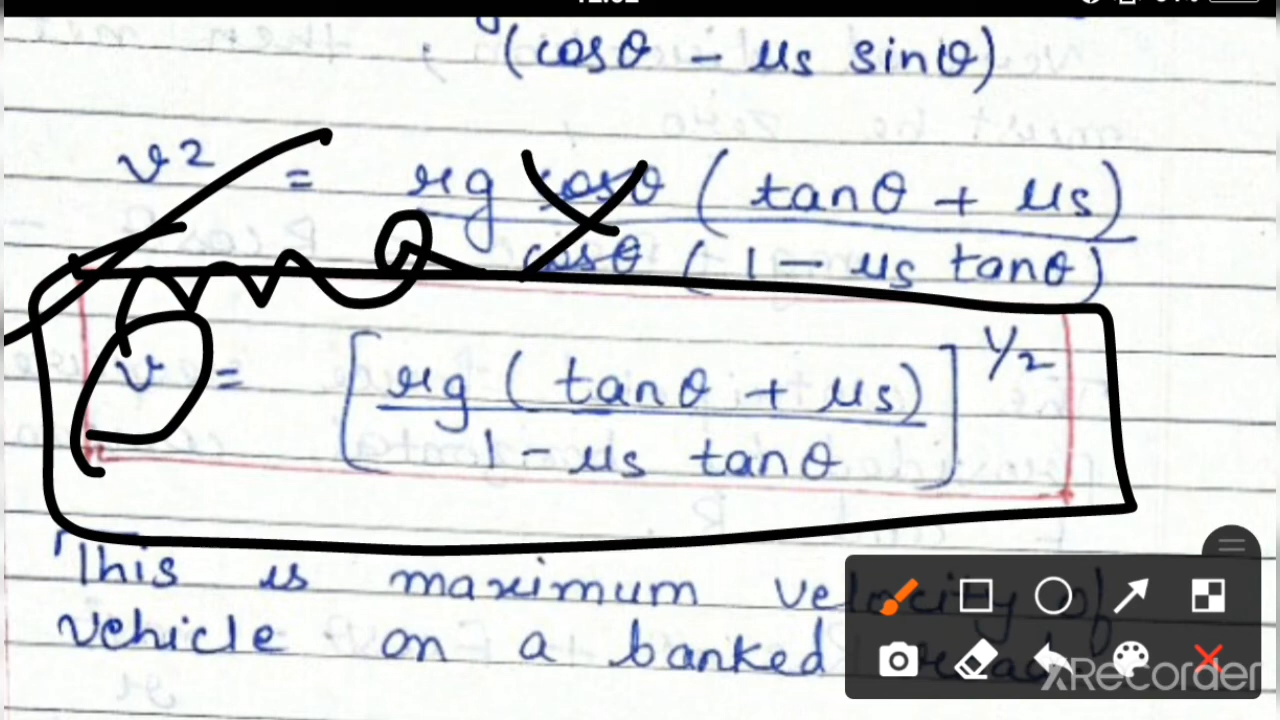 (cosθ - μs sinθ)
v2 = rg cosθ (tanθ + μs)
cosθ (1 - μs tanθ)
v = [rg (tanθ + μs)]1/2
1 - μs tanθ
This is maximum velocity of
vehicle on a banked road.
XRecorder